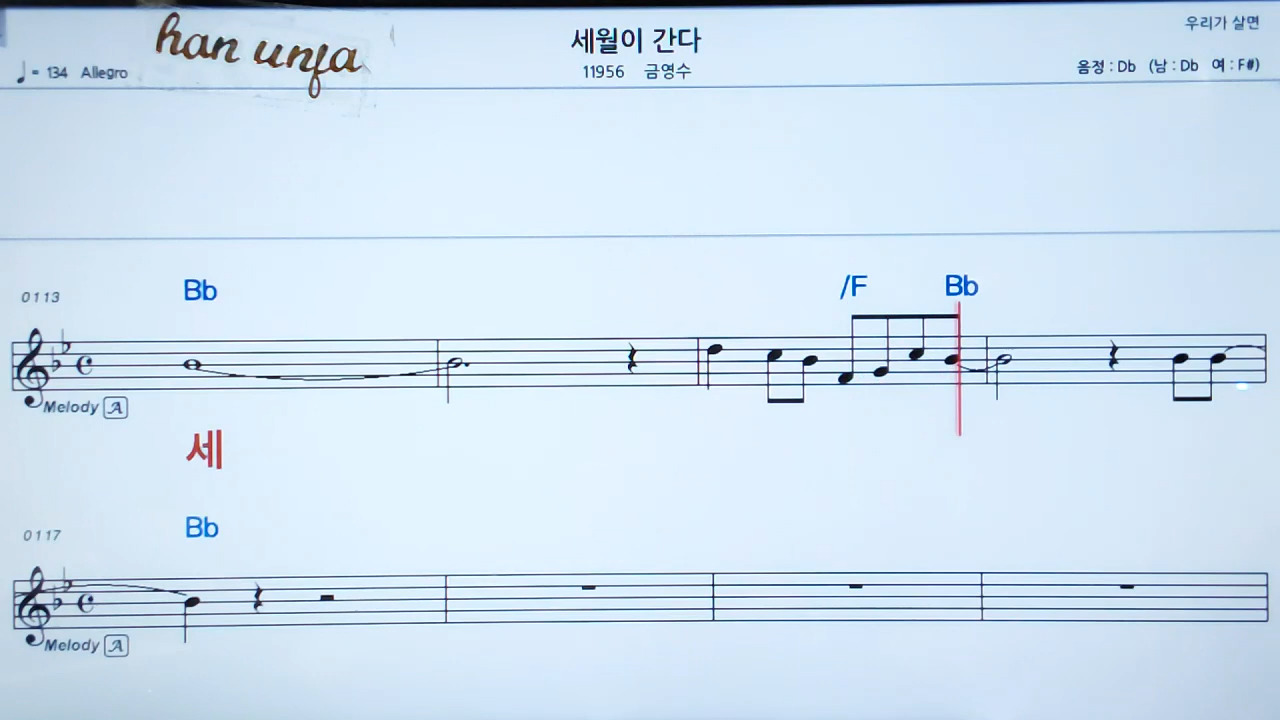 han unfa
세월이 간다
우리가 살면
♩= 134 Allegro
11956 금영수
음정 : Db (남 : Db 여 : F#)
0113
Bb /F Bb
Melody A
세
0117
Bb
Melody A